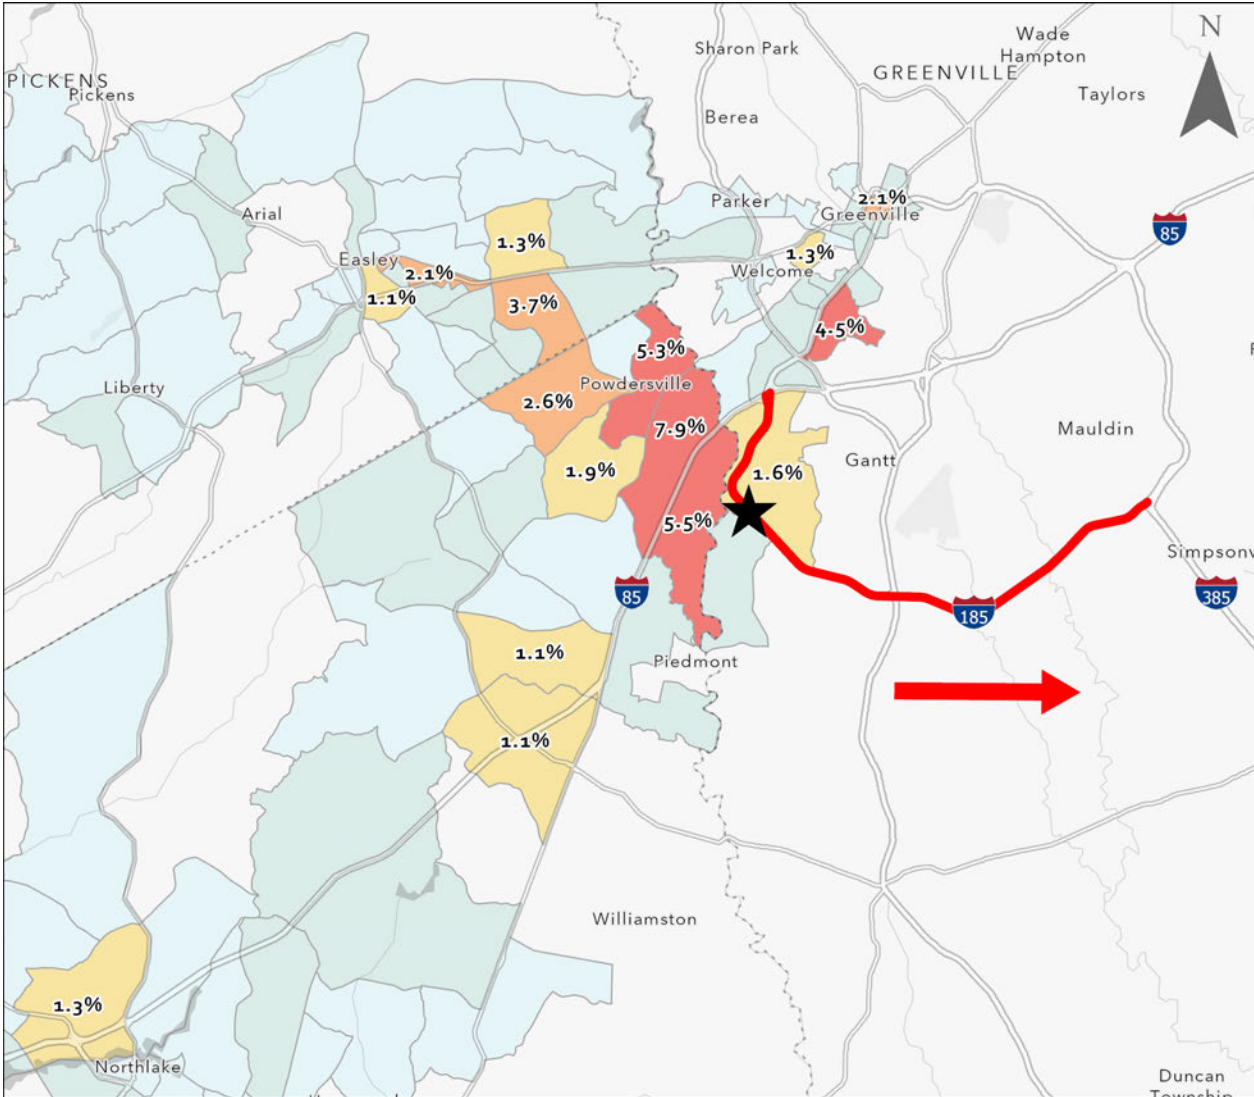 N
Wade
Hampton
Sharon Park
GREENVILLE
PICKENS
Pickens
Taylors
Berea
Parker
2.1%
Greenville
Arial
85
1.3%
1.3%
Easley
2.1%
Welcome
1.1%
3.7%
4.5%
5.3%
Liberty
Powdersville
2.6%
7.9%
Mauldin
Gantt
1.9%
1.6%
5.5%
Simpsonv
85
385
185
1.1%
Piedmont
1.1%
Williamston
1.3%
Northlake
Duncan
Township